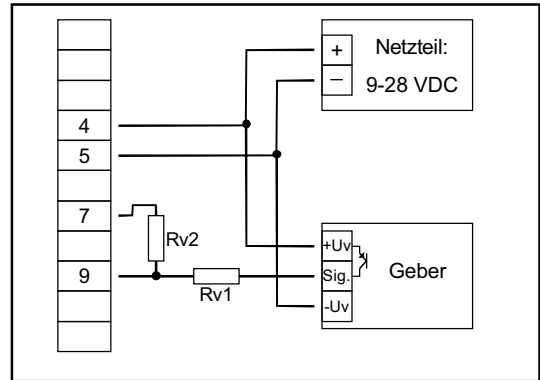 +
Netzteil:
–
9-28 VDC
4
5
7
Rv2
9
Rv1
+Uv
Sig.
Geber
-Uv